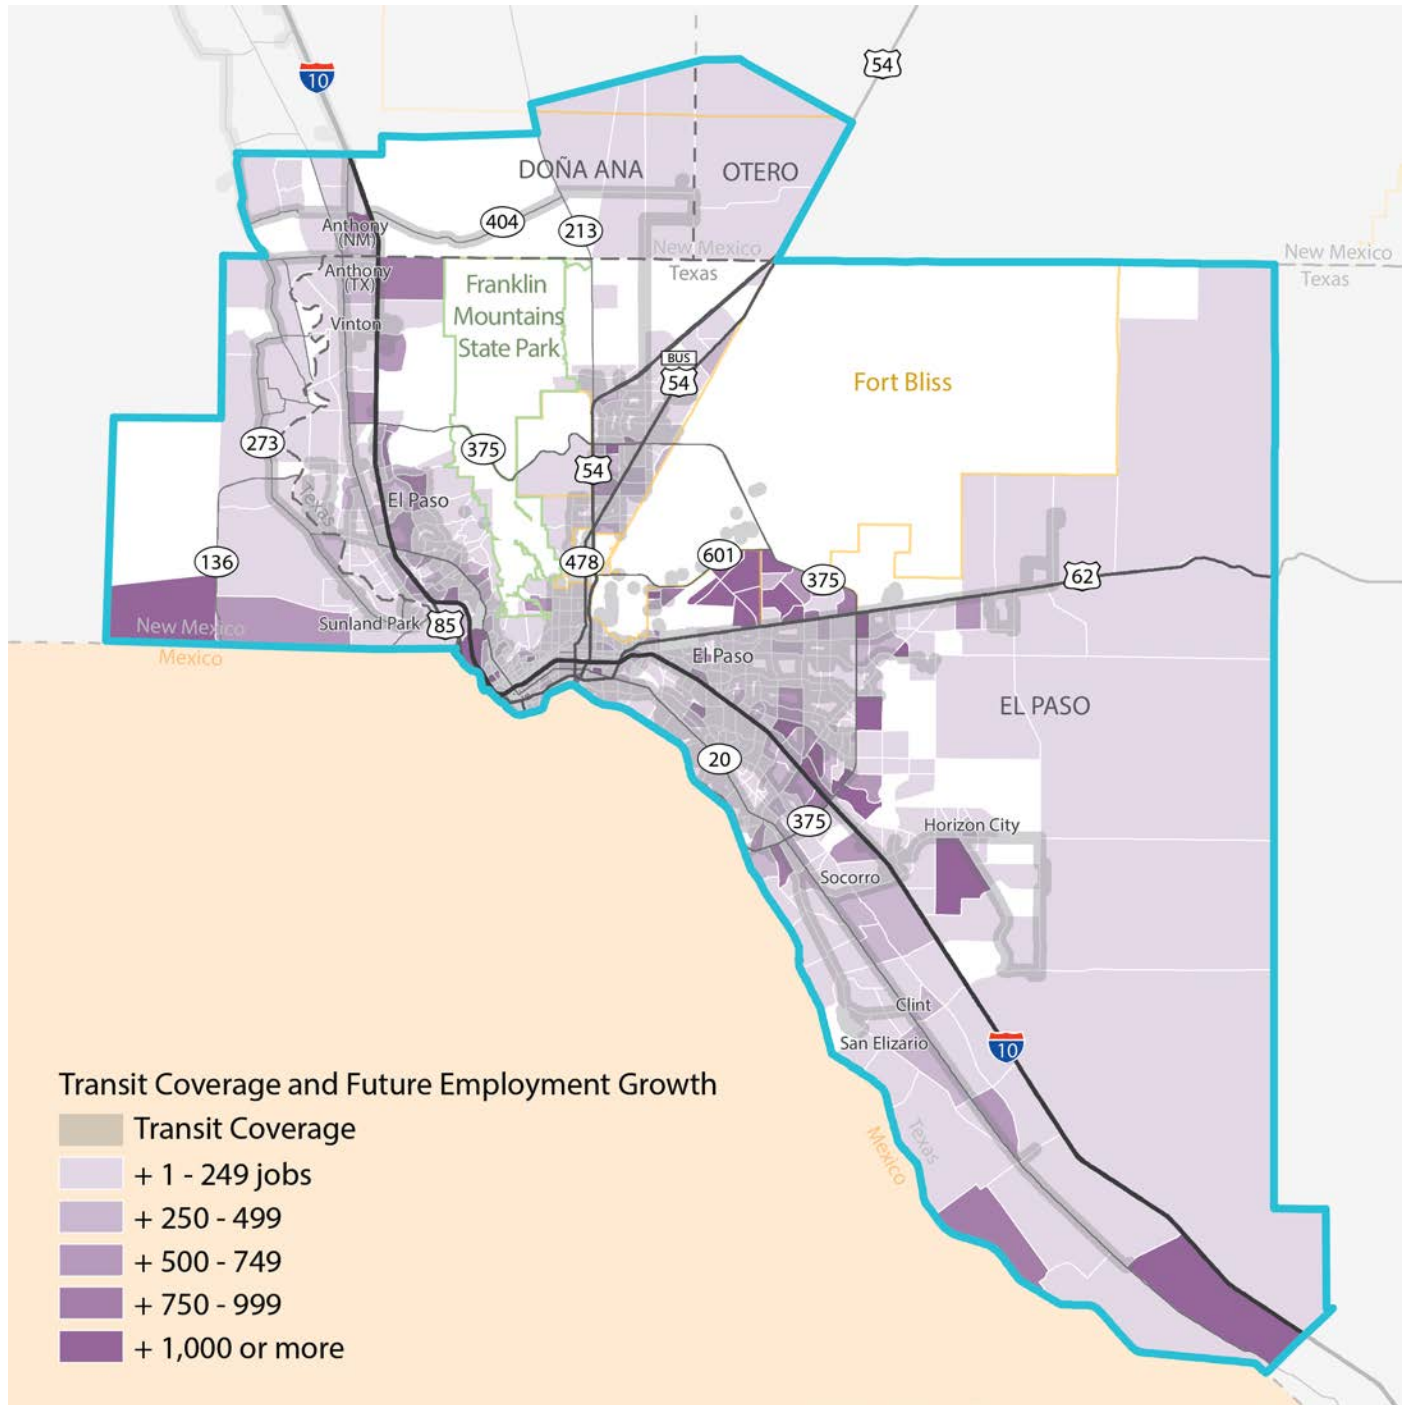 54
10
DOÑA ANA
OTERO
404
213
Anthony
(NM)
New Mexico
Texas
New Mexico
Texas
Anthony
(TX)
Franklin
Mountains
State Park
Vinton
BUS
54
Fort Bliss
273
375
54
El Paso
Texas
136
478
601
375
62
New Mexico
Mexico
Sunland Park
85
El Paso
EL PASO
20
375
Horizon City
Socorro
Clint
San Elizario
10
Texas
Mexico
Transit Coverage and Future Employment Growth
Transit Coverage
+ 1 - 249 jobs
+ 250 - 499
+ 500 - 749
+ 750 - 999
+ 1,000 or more